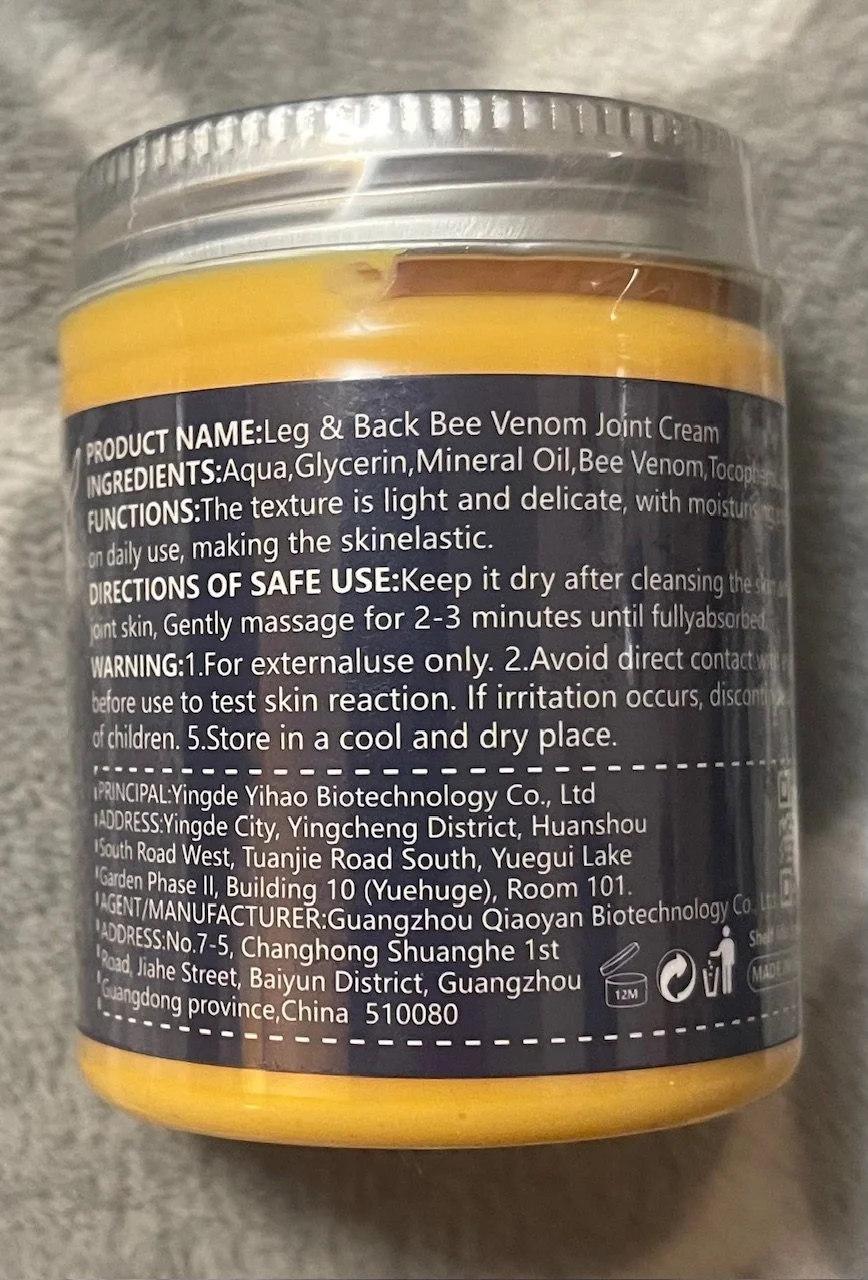 PRODUCT NAME:Leg & Back Bee Venom Joint Cream
INGREDIENTS:Aqua,Glycerin,Mineral Oil,Bee Venom,
FUNCTIONS:The texture is light and delicate, with
on daily use, making the skinelastic.
DIRECTIONS OF SAFE USE:Keep it dry after cleansing the
joint skin, Gently massage for 2-3 minutes until fullyabsorbed.
WARNING:1.For externaluse only. 2.Avoid direct contact
before use to test skin reaction. If irritation occurs,
of children. 5.Store in a cool and dry place.
PRINCIPAL:Yingde Yihao Biotechnology Co., Ltd
ADDRESS:Yingde City, Yingcheng District, Huanshou
South Road West, Tuanjie Road South, Yuegui Lake
Garden Phase II, Building 10 (Yuehuge), Room 101.
AGENT/MANUFACTURER:Guangzhou Qiaoyan Biotechnology Co., Ltd
ADDRESS:No.7-5, Changhong Shuanghe 1st
Road, Jiahe Street, Baiyun District, Guangzhou
Guangdong province,China 510080
12M
Shelf
MADE